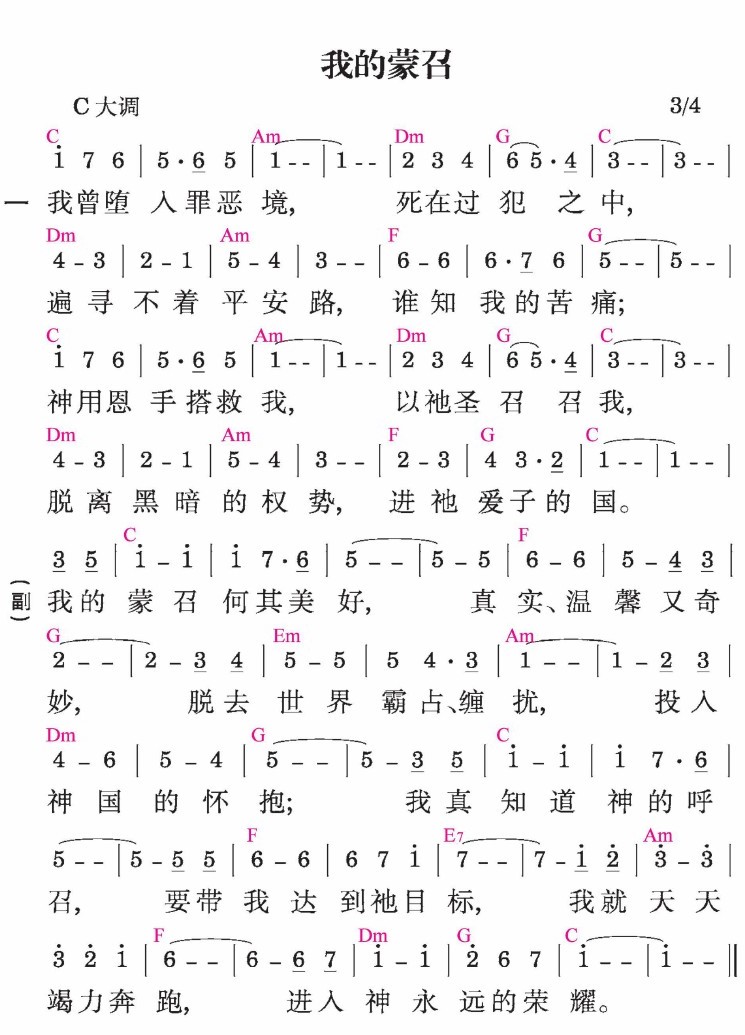 我的蒙召
C大调 3/4
C Am Dm G C
1̇ 7 6 | 5 · 6̲ 5 | 1 - - | 1 - - | 2 3 4 | 6 5 · 4̲ | 3 - - | 3 - - |
一 我曾堕 入罪恶 境, 死在过 犯 之 中,
Dm Am F G
4 - 3 | 2 - 1 | 5 - 4 | 3 - - | 6 - 6 | 6 · 7̲ 6 | 5 - - | 5 - - |
遍 寻 不 着 平 安 路, 谁 知 我 的 苦 痛;
C Am Dm G C
1̇ 7 6 | 5 · 6̲ 5 | 1 - - | 1 - - | 2 3 4 | 6 5 · 4̲ | 3 - - | 3 - - |
神用恩 手搭救 我, 以祂圣 召 召 我,
Dm Am F G C
4 - 3 | 2 - 1 | 5 - 4 | 3 - - | 2 - 3 | 4 3 · 2̲ | 1 - - | 1 - - |
脱 离 黑 暗 的 权 势, 进 祂 爱 子 的 国。
C F
3̲ 5̲ | 1̇ - 1̇ | 1̇ 7 · 6̲ | 5 - - | 5 - 5 | 6 - 6 | 5 - 4̲ 3̲ |
(副) 我的 蒙 召 何其美 好, 真 实、温 馨 又奇
G Em Am
2 - - | 2 - 3̲ 4̲ | 5 - 5 | 5 4 · 3̲ | 1 - - | 1 - 2̲ 3̲ |
妙, 脱去 世 界 霸 占、缠 扰, 投入
Dm G C
4 - 6 | 5 - 4 | 5 - - | 5 - 3̲ 5̲ | 1̇ - 1̇ | 1̇ 7 · 6̲ |
神 国 的 怀 抱; 我真 知 道 神 的 呼
F E7 Am
5 - - | 5 - 5̲ 5̲ | 6 - 6 | 6 7 1̇ | 7 - - | 7 - 1̲̇ 2̲̇ | 3̇ - 3̇ |
召, 要带 我 达 到祂目 标, 我就 天 天
F Dm G C
3̇ 2̇ 1̇ | 6 - - | 6 - 6̲ 7̲ | 1̇ - 1̇ | 2̇ 6 7 | 1̇ - - | 1̇ - - ||
竭力奔 跑, 进入 神 永 远的荣 耀。